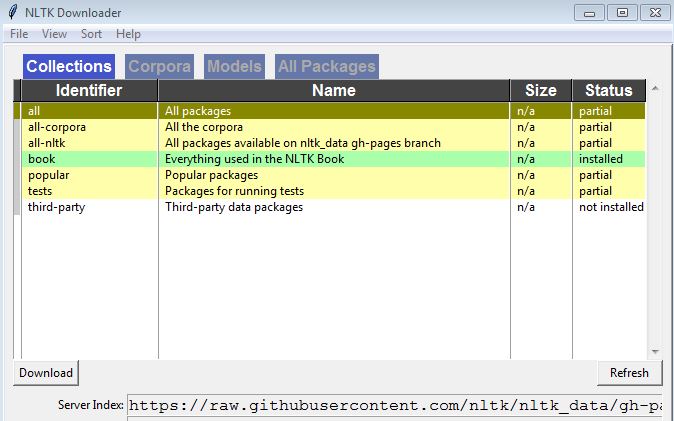 NLTK Downloader
File View Sort Help
Collections Corpora Models All Packages
Identifier Name Size Status
all All packages n/a partial
all-corpora All the corpora n/a partial
all-nltk All packages available on nltk_data gh-pages branch n/a partial
book Everything used in the NLTK Book n/a installed
popular Popular packages n/a partial
tests Packages for running tests n/a partial
third-party Third-party data packages n/a not installed
Download Refresh
Server Index: https://raw.githubusercontent.com/nltk/nltk_data/gh-pa